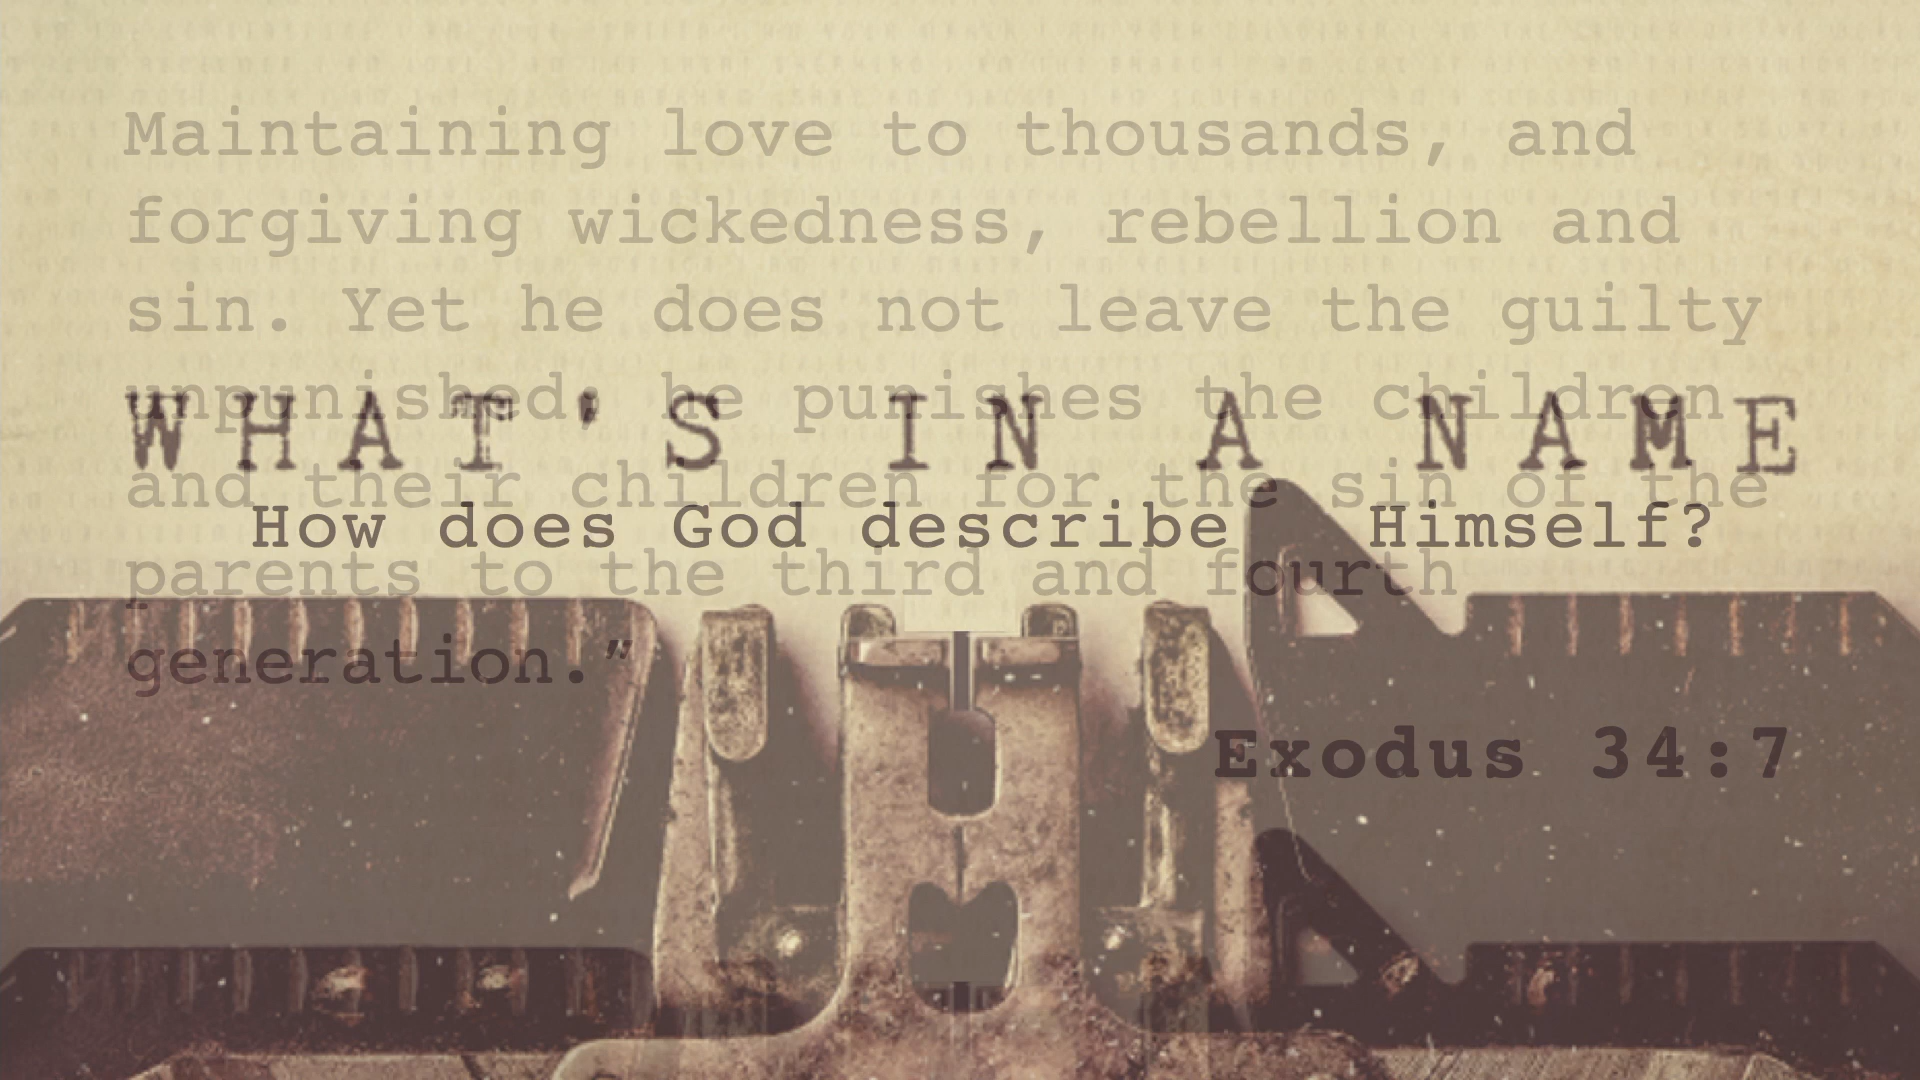 Maintaining love to thousands, and
forgiving wickedness, rebellion and
sin. Yet he does not leave the guilty
unpunished; he punishes the children
and their children for the sin of the
parents to the third and fourth
generation.”
Exodus 34:7
WHAT'S IN A NAME
How does God describe Himself?